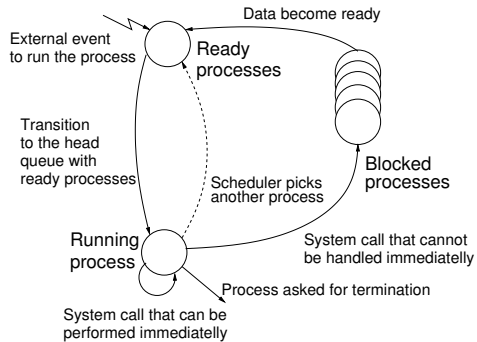 Data become ready
External event
to run the process
Ready
processes
Transition
to the head
queue with
ready processes
Scheduler picks
another process
Blocked
processes
Running
process
System call that cannot
be handled immediatelly
Process asked for termination
System call that can be
performed immediatelly